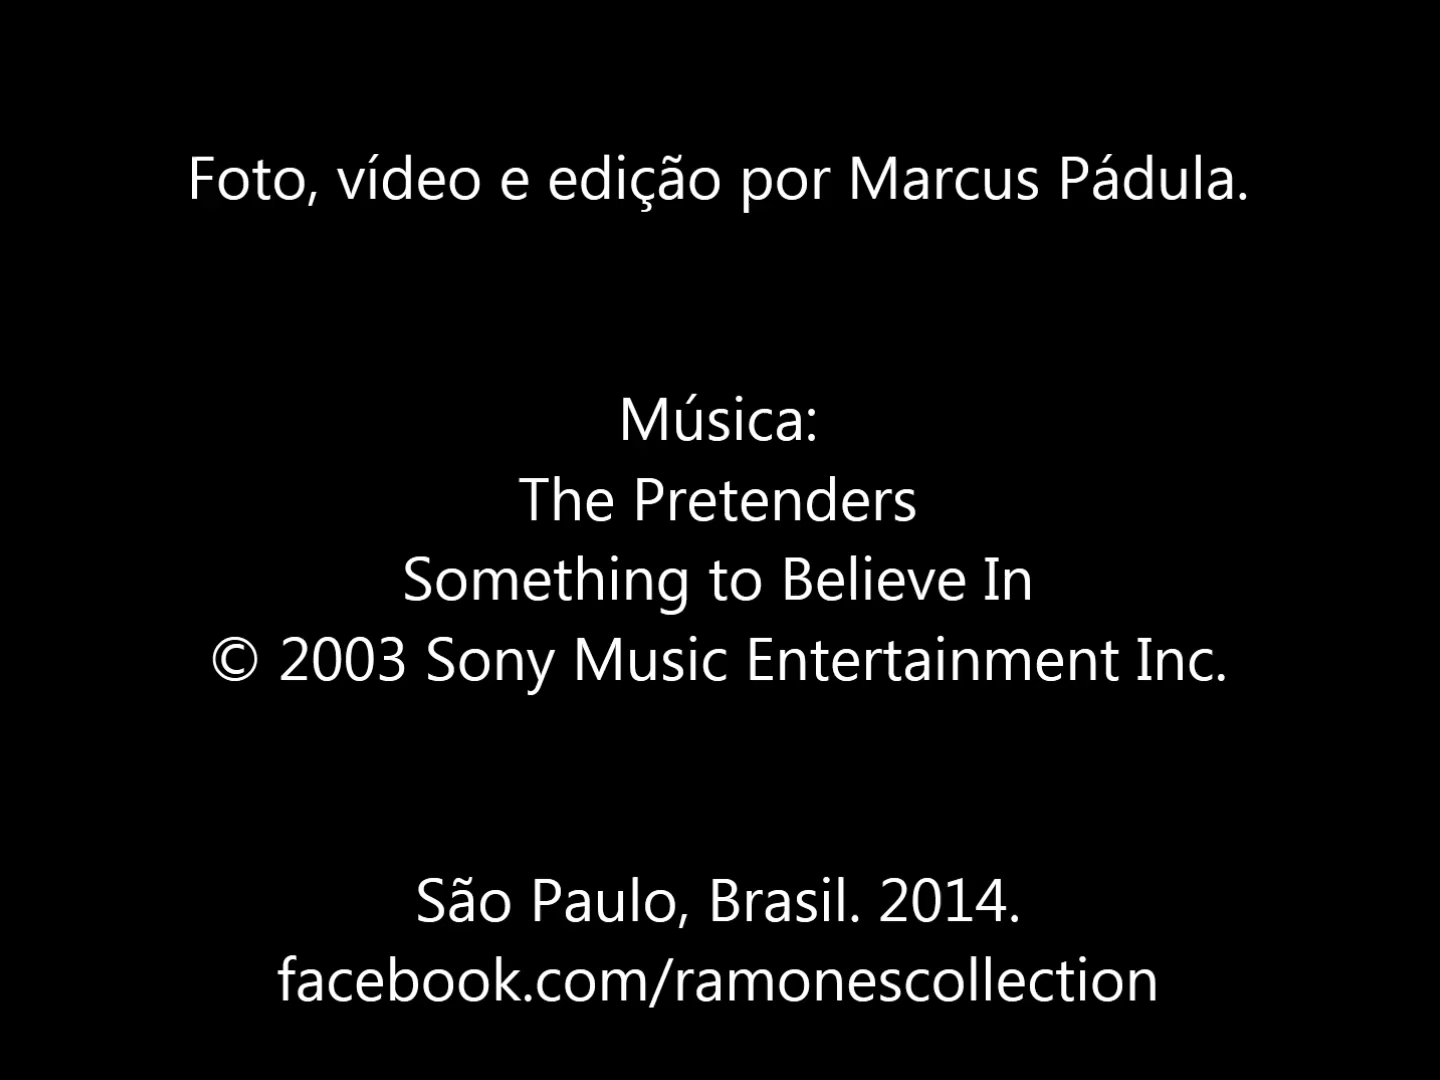 Foto, vídeo e edição por Marcus Pádula.
Música:
The Pretenders
Something to Believe In
© 2003 Sony Music Entertainment Inc.
São Paulo, Brasil. 2014.
facebook.com/ramonescollection